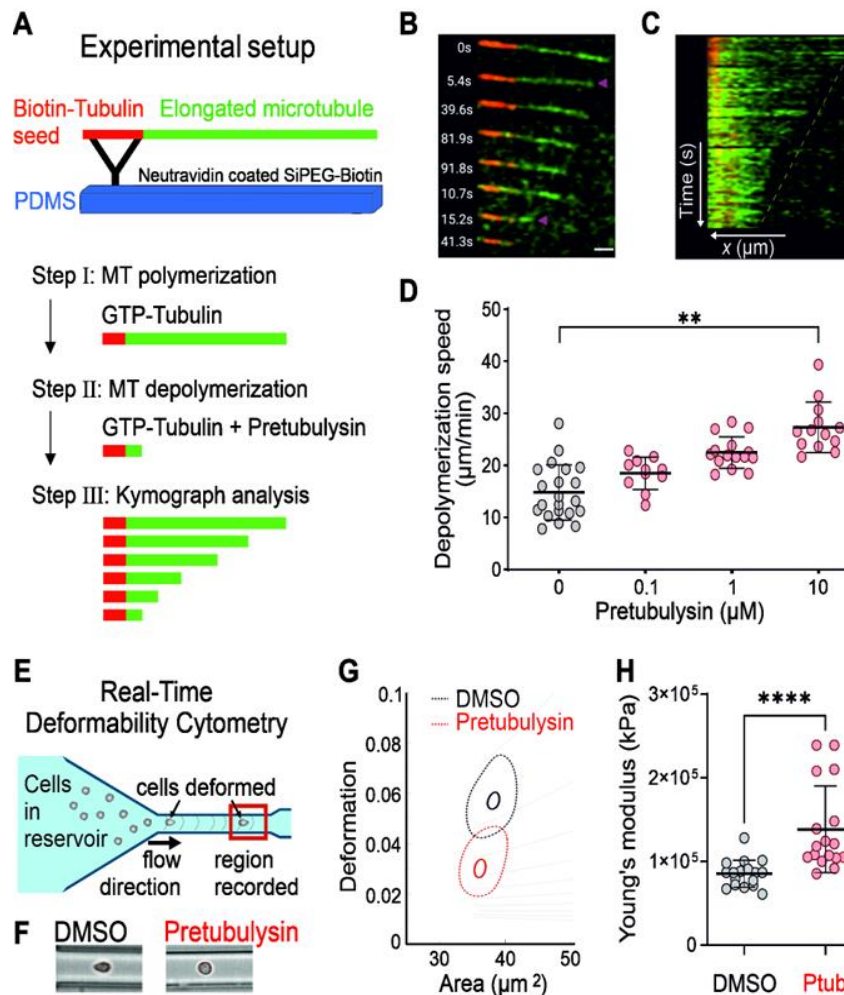 A
Experimental setup
Biotin-Tubulin
seed
Elongated microtubule
Neutravidin coated SiPEG-Biotin
PDMS
Step I: MT polymerization
GTP-Tubulin
Step II: MT depolymerization
GTP-Tubulin + Pretubulysin
Step III: Kymograph analysis
B
0s
5.4s
39.6s
81.9s
91.8s
10.7s
15.2s
41.3s
C
Time (s)
x (μm)
D
Depolymerization speed
(μm/min)
50
40
30
20
10
0
**
0
0.1
1
10
Pretubulysin (μM)
E
Real-Time
Deformability Cytometry
Cells
in
reservoir
cells deformed
flow
direction
region
recorded
F
DMSO
Pretubulysin
G
DMSO
Pretubulysin
Deformation
0.1
0.08
0.06
0.04
0.02
0
30
40
50
Area (μm²)
H
Young's modulus (kPa)
3×10⁵
2×10⁵
1×10⁵
0
****
DMSO
Ptub